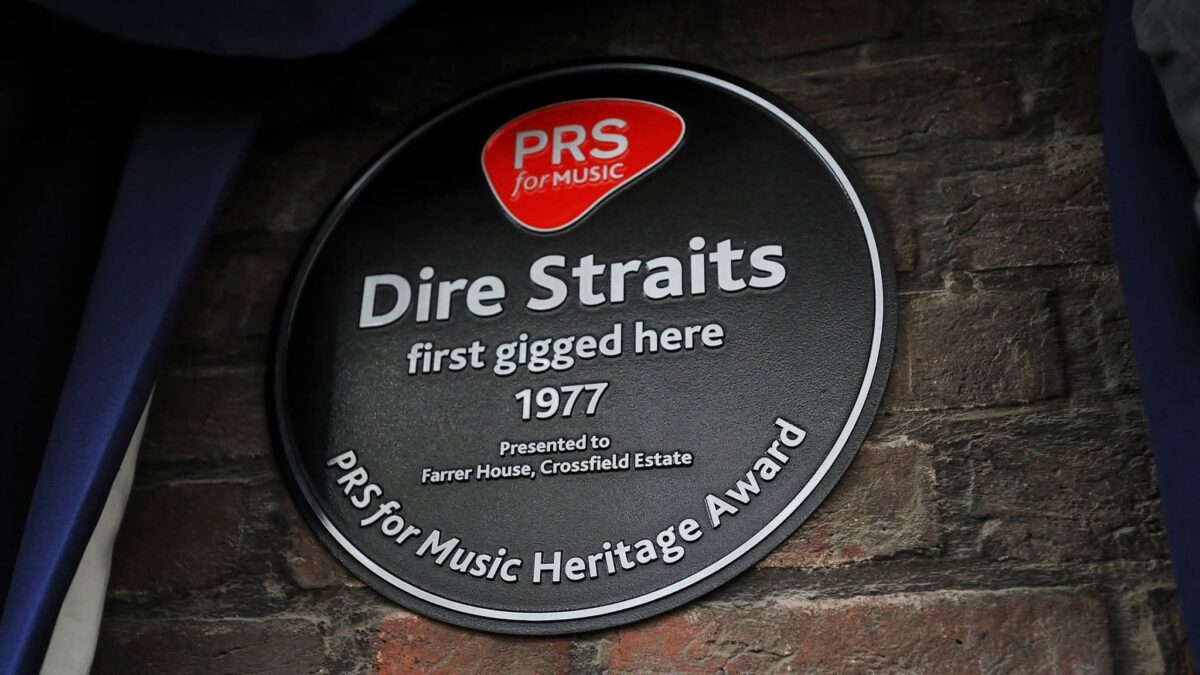 PRS
for MUSIC
Dire Straits
first gigged here
1977
Presented to
Farrer House, Crossfield Estate
PRS for Music Heritage Award